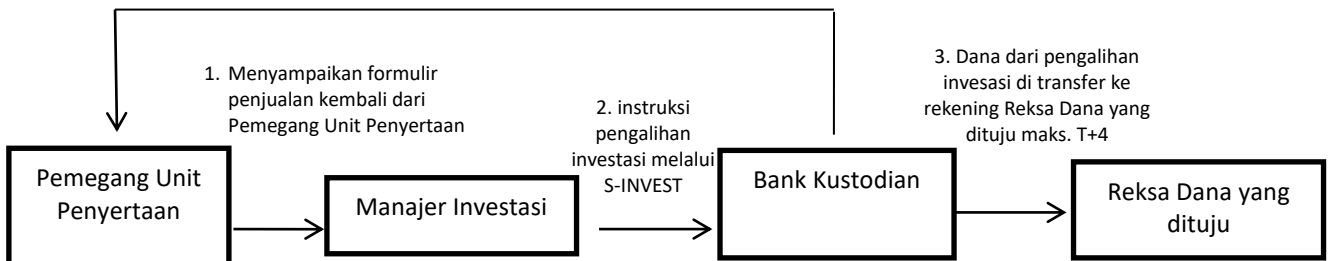 1. Menyampaikan formulir
penjualan kembali dari
Pemegang Unit Penyertaan
2. instruksi
pengalihan
investasi melalui
S-INVEST
3. Dana dari pengalihan
invesasi di transfer ke
rekening Reksa Dana yang
dituju maks. T+4
Pemegang Unit
Penyertaan
Manajer Investasi
Bank Kustodian
Reksa Dana yang
dituju